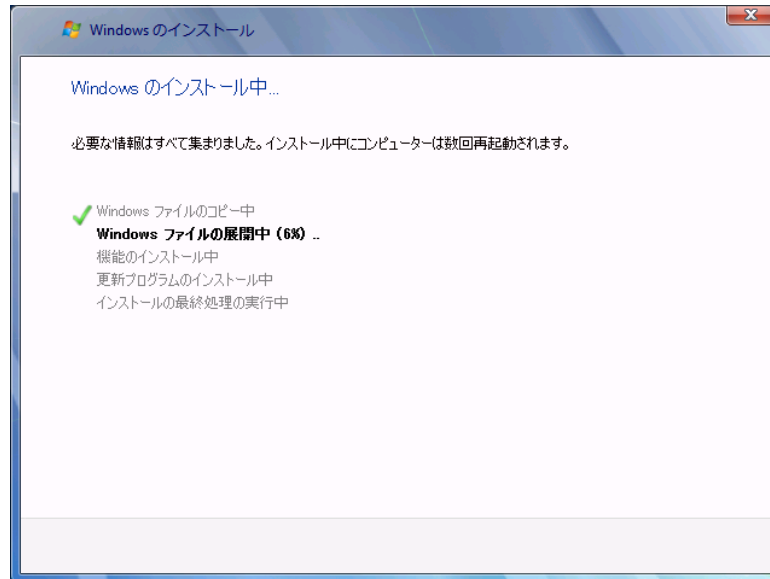 Windows のインストール
Windows のインストール中...
必要な情報はすべて集まりました。インストール中にコンピューターは数回再起動されます。
Windows ファイルのコピー中
Windows ファイルの展開中 (6%) ..
機能のインストール中
更新プログラムのインストール中
インストールの最終処理の実行中